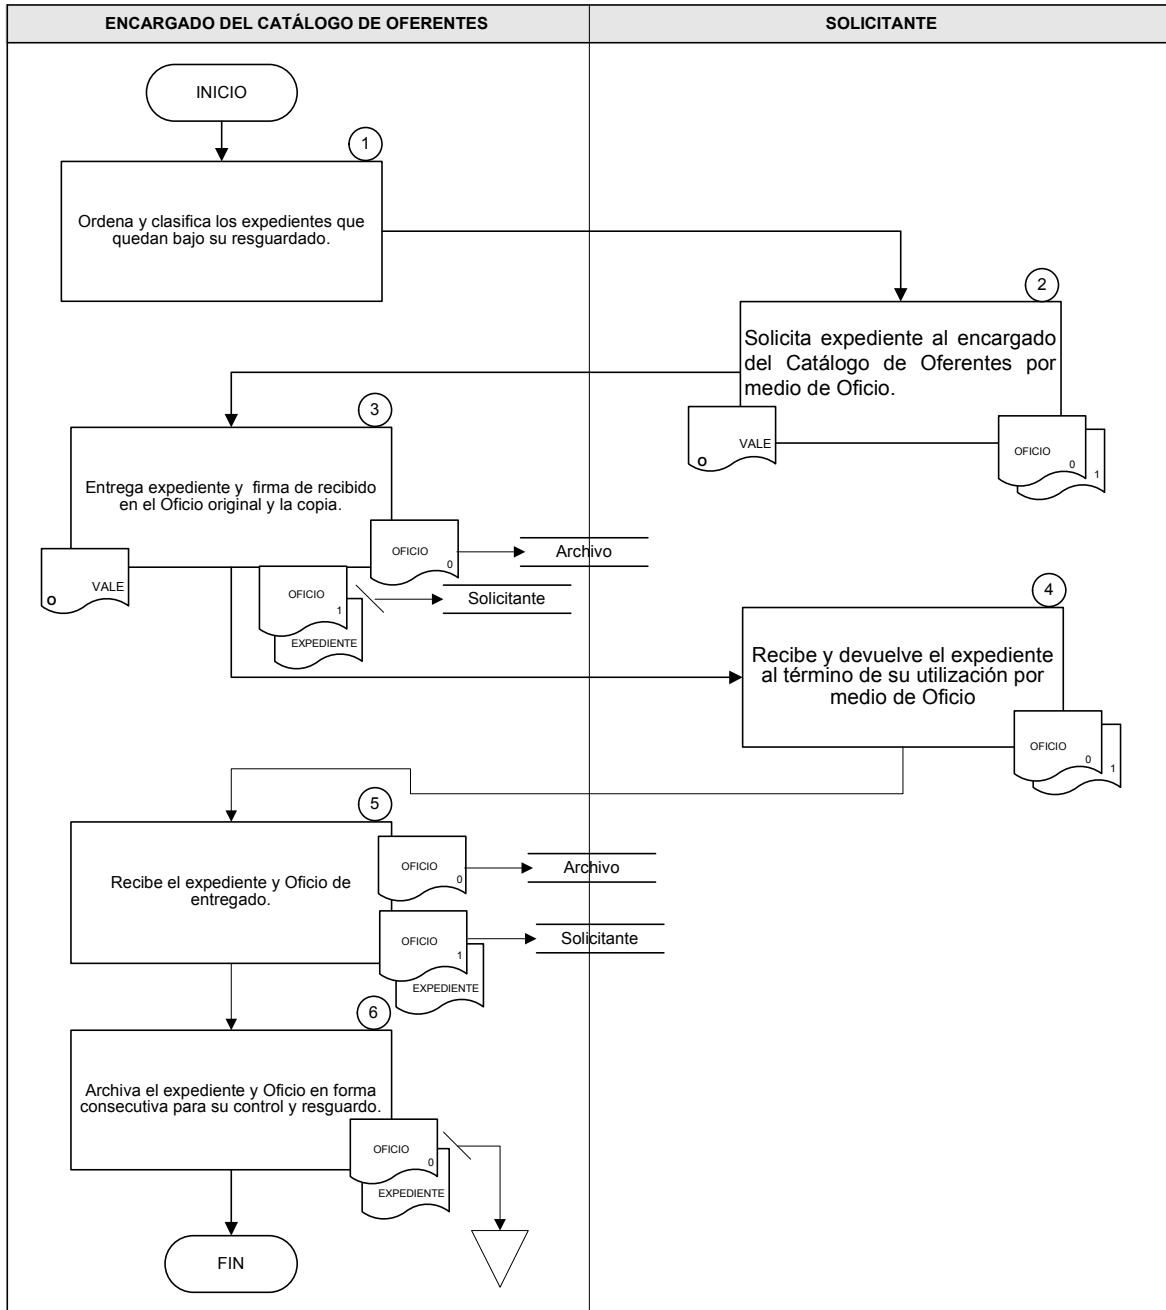 ENCARGADO DEL CATÁLOGO DE OFERENTES
SOLICITANTE
INICIO
1
Ordena y clasifica los expedientes que
quedan bajo su resguardado.
2
Solicita expediente al encargado
del Catálogo de Oferentes por
medio de Oficio.
VALE
O
OFICIO
0
1
3
Entrega expediente y firma de recibido
en el Oficio original y la copia.
VALE
O
OFICIO
0
Archivo
OFICIO
1
EXPEDIENTE
Solicitante
4
Recibe y devuelve el expediente
al término de su utilización por
medio de Oficio
OFICIO
0
1
5
Recibe el expediente y Oficio de
entregado.
OFICIO
0
Archivo
OFICIO
1
EXPEDIENTE
Solicitante
6
Archiva el expediente y Oficio en forma
consecutiva para su control y resguardo.
OFICIO
0
EXPEDIENTE
FIN